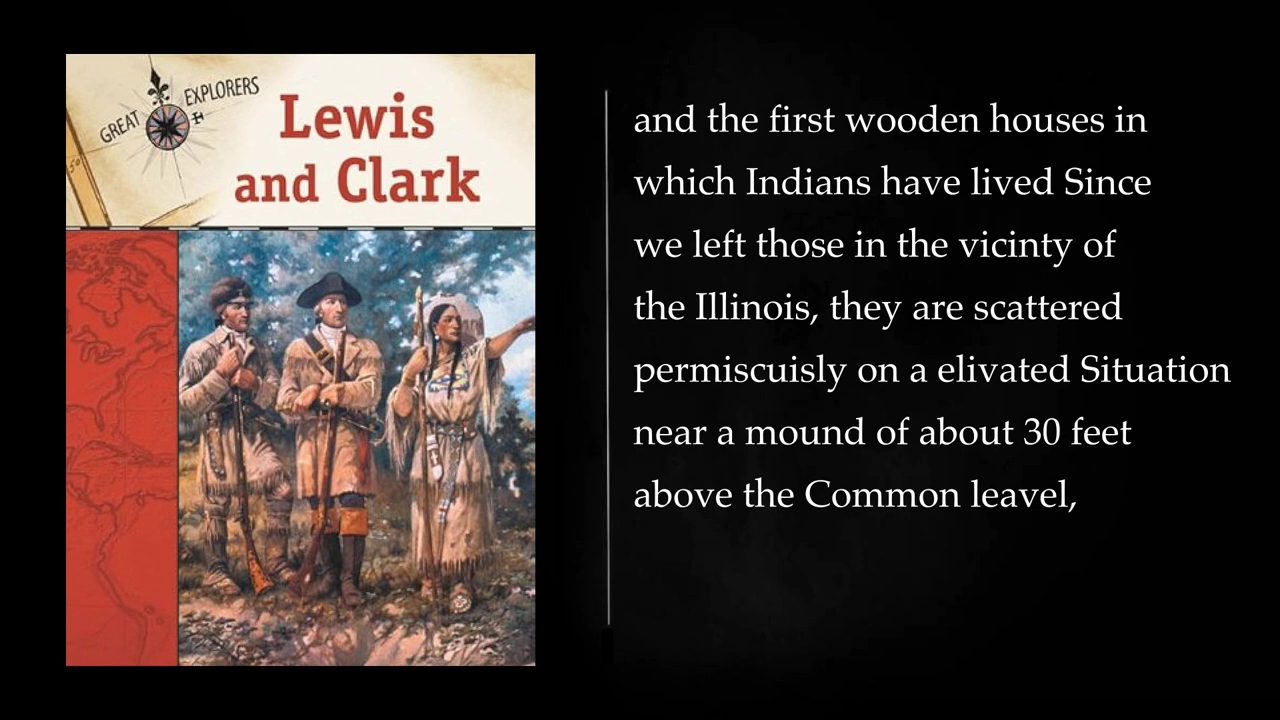 GREAT EXPLORERS
Lewis
and Clark
50
and the first wooden houses in
which Indians have lived Since
we left those in the vicinty of
the Illinois, they are scattered
permiscuisly on a elivated Situation
near a mound of about 30 feet
above the Common leavel,